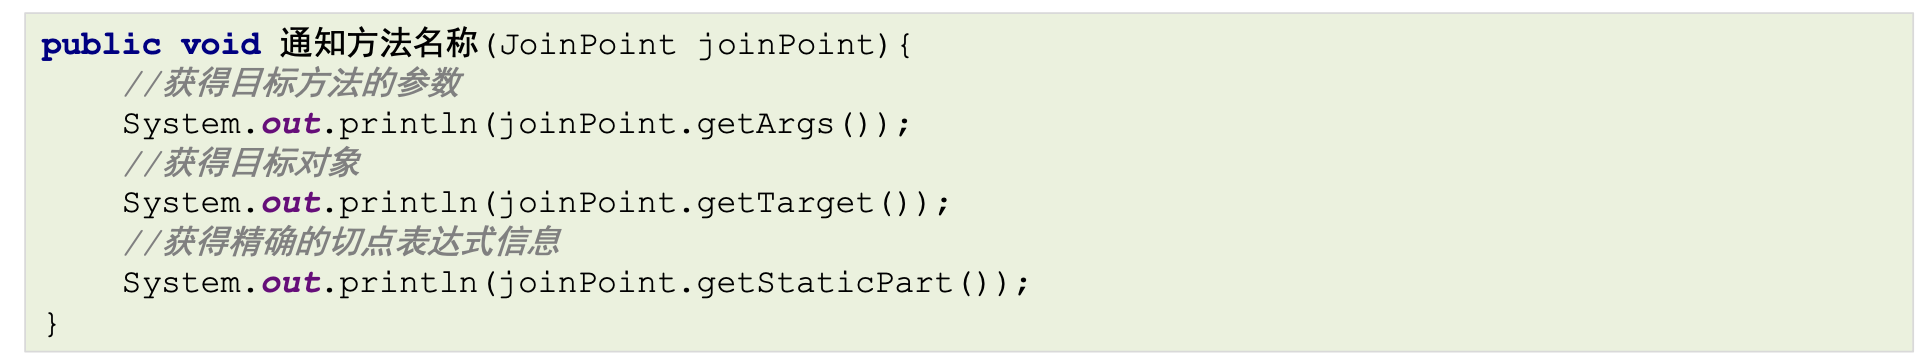 public void 通知方法名称(JoinPoint joinPoint){
    //获得目标方法的参数
    System.out.println(joinPoint.getArgs());
    //获得目标对象
    System.out.println(joinPoint.getTarget());
    //获得精确的切点表达式信息
    System.out.println(joinPoint.getStaticPart());
}